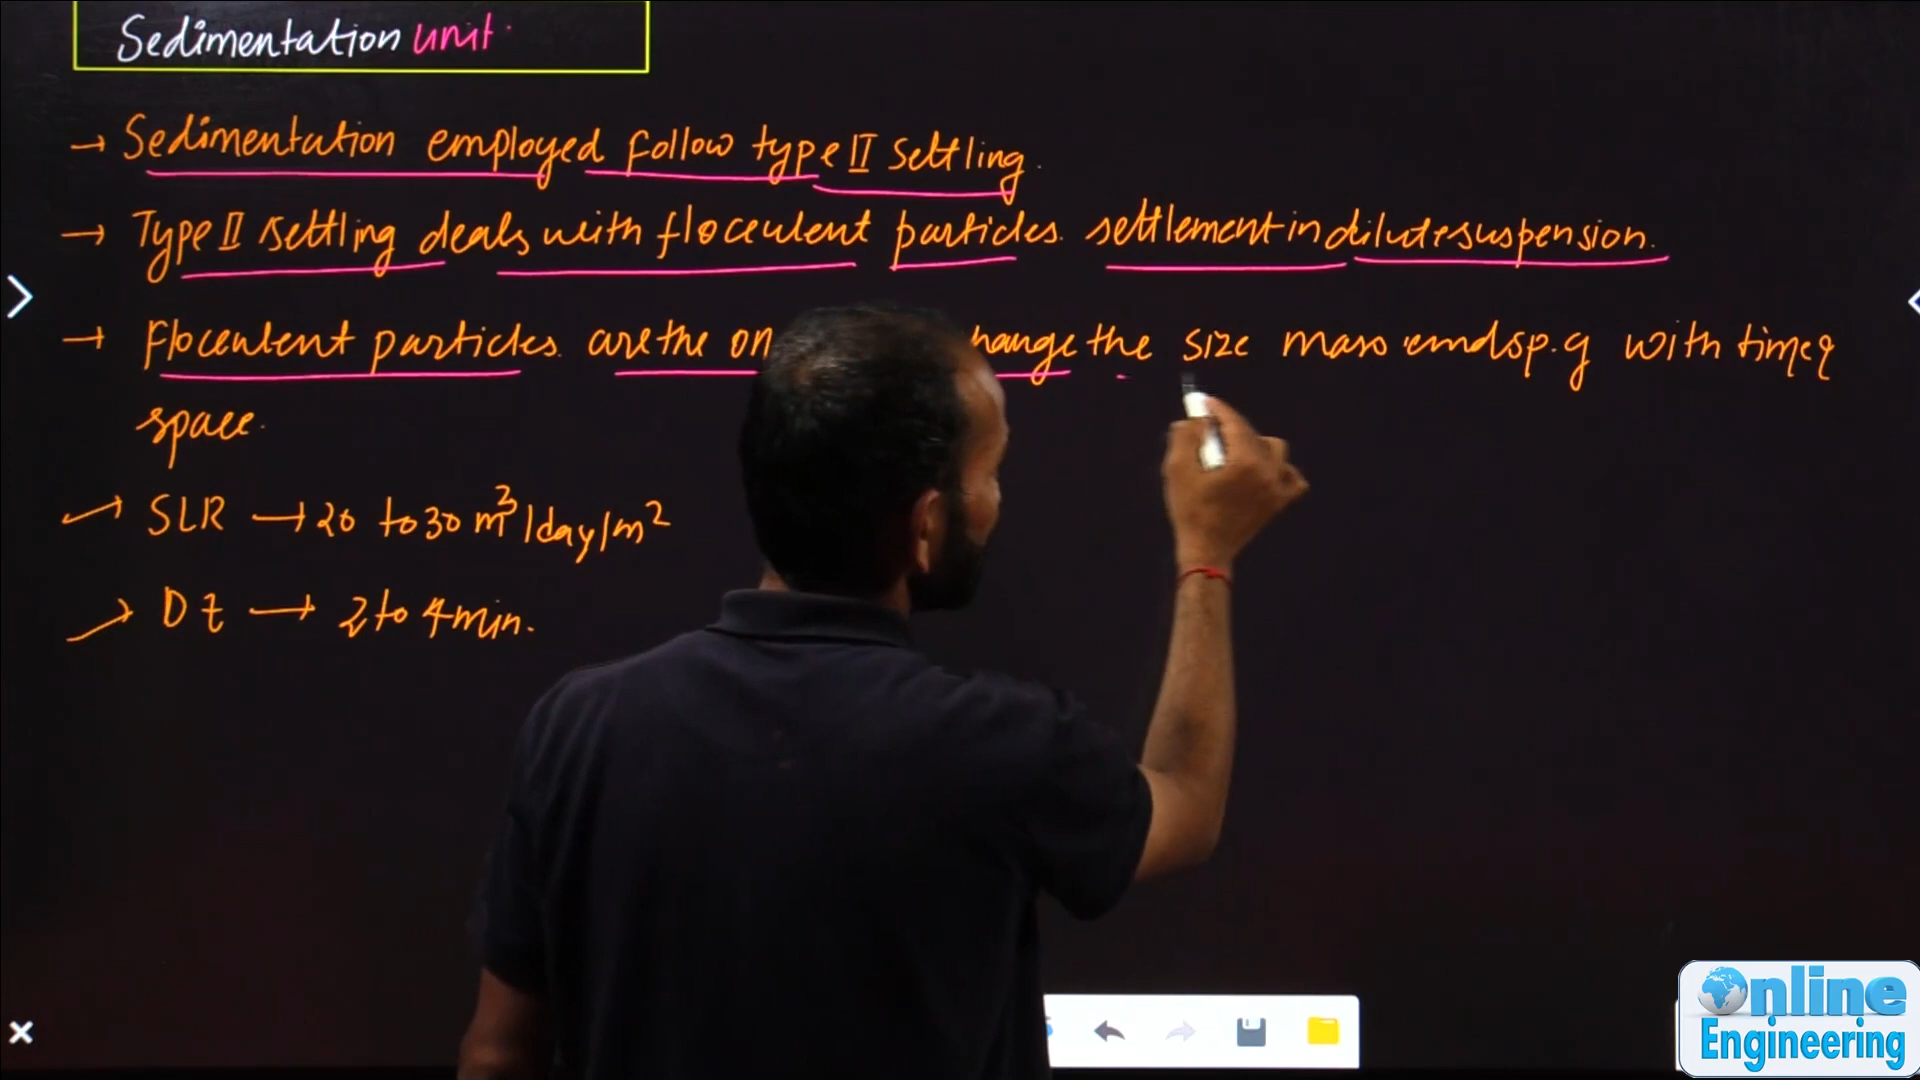 Sedimentation unit.
→ Sedimentation employed follow type II settling.
→ Type II settling deals with flocculent particles. settlement in dilute suspension.
→ Flocculent particles. are the the size mass and sp. g with time &
space.
→ SLR → 20 to 30 m³/day/m²
→ Dt → 2 to 4 min.
Online
Engineering